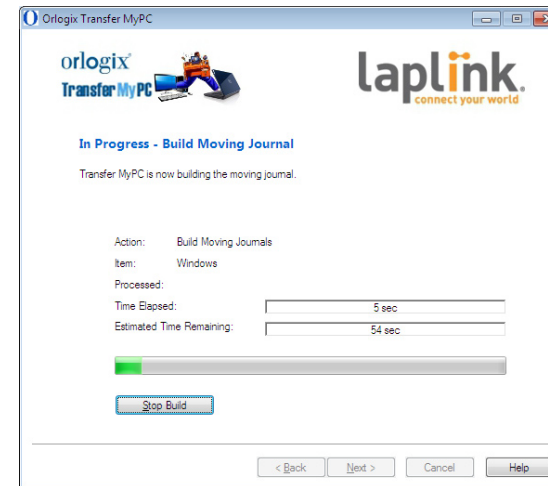 Orlogix Transfer MyPC
orlogix
Transfer MyPC
laplink.
connect your world
In Progress - Build Moving Journal
Transfer MyPC is now building the moving journal.
Action: Build Moving Journals
Item: Windows
Processed:
Time Elapsed: 5 sec
Estimated Time Remaining: 54 sec
Stop Build
< Back Next > Cancel Help